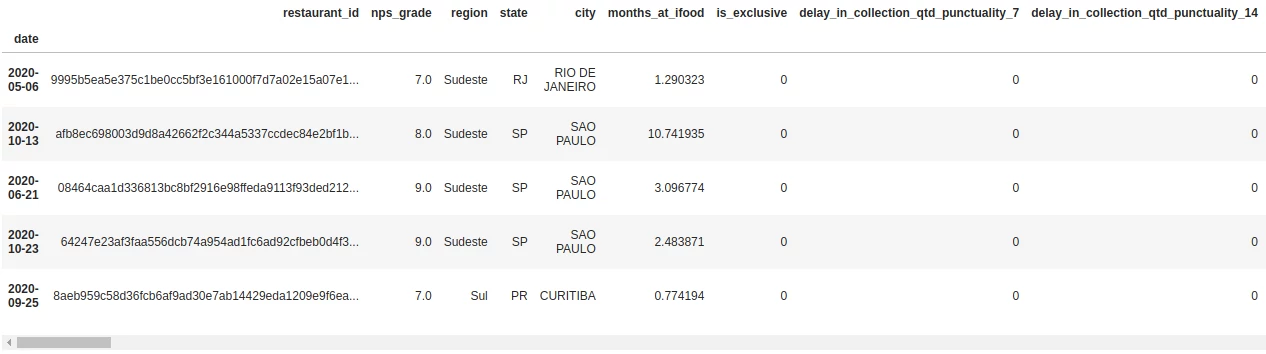 restaurant_id nps_grade region state city months_at_ifood is_exclusive delay_in_collection_qtd_punctuality_7 delay_in_collection_qtd_punctuality_14
date
2020-05-06 9995b5ea5e375c1be0cc5bf3e161000f7d7a02e15a07e1... 7.0 Sudeste RJ RIO DE JANEIRO 1.290323 0 0 0
2020-10-13 afb8ec698003d9d8a42662f2c344a5337ccdec84e2bf1b... 8.0 Sudeste SP SAO PAULO 10.741935 0 0 0
2020-06-21 08464caa1d336813bc8bf2916e98ffeda9113f93ded212... 9.0 Sudeste SP SAO PAULO 3.096774 0 0 0
2020-10-23 64247e23af3faa556dcb74a954ad1fc6ad92cfbeb0d4f3... 9.0 Sudeste SP SAO PAULO 2.483871 0 0 0
2020-09-25 8aeb959c58d36fcb6af9ad30e7ab14429eda1209e9f6ea... 7.0 Sul PR CURITIBA 0.774194 0 0 0